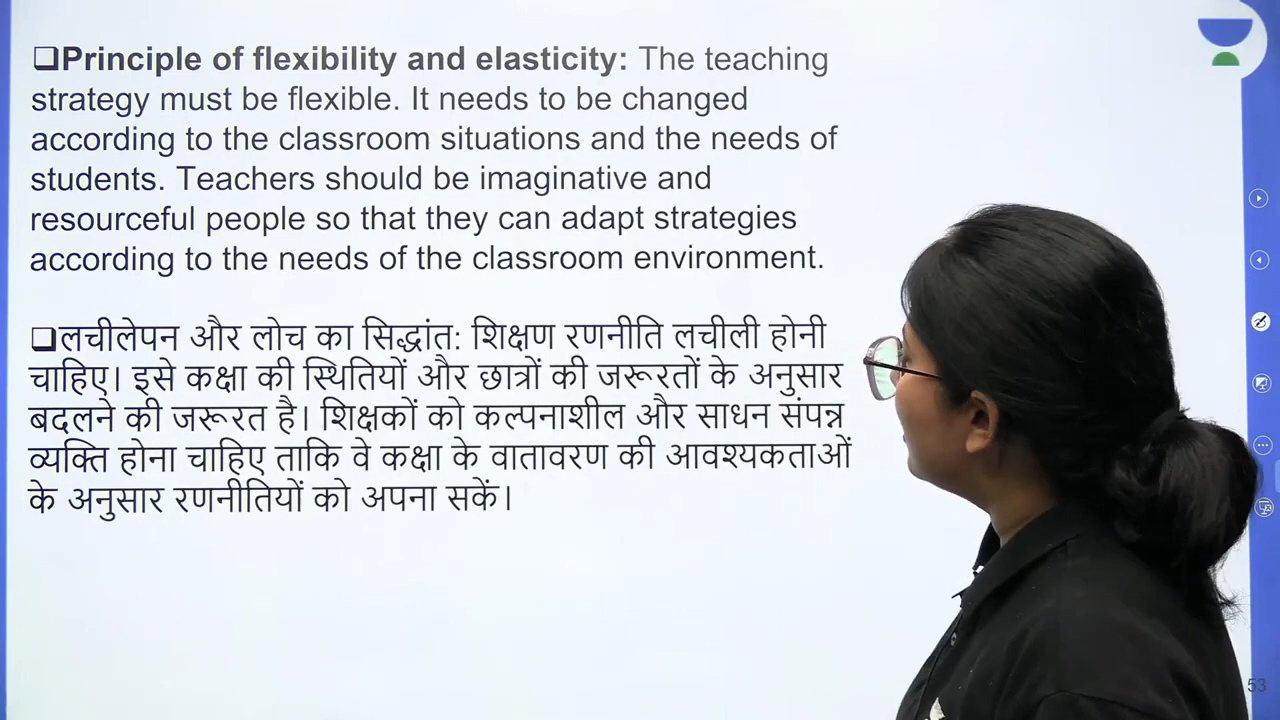 ❑Principle of flexibility and elasticity: The teaching
strategy must be flexible. It needs to be changed
according to the classroom situations and the needs of
students. Teachers should be imaginative and
resourceful people so that they can adapt strategies
according to the needs of the classroom environment.
❑लचीलेपन और लोच का सिद्धांत: शिक्षण रणनीति लचीली होनी
चाहिए। इसे कक्षा की स्थितियों और छात्रों की जरूरतों के अनुसार
बदलने की जरूरत है। शिक्षकों को कल्पनाशील और साधन संपन्न
व्यक्ति होना चाहिए ताकि वे कक्षा के वातावरण की आवश्यकताओं
के अनुसार रणनीतियों को अपना सकें।
53